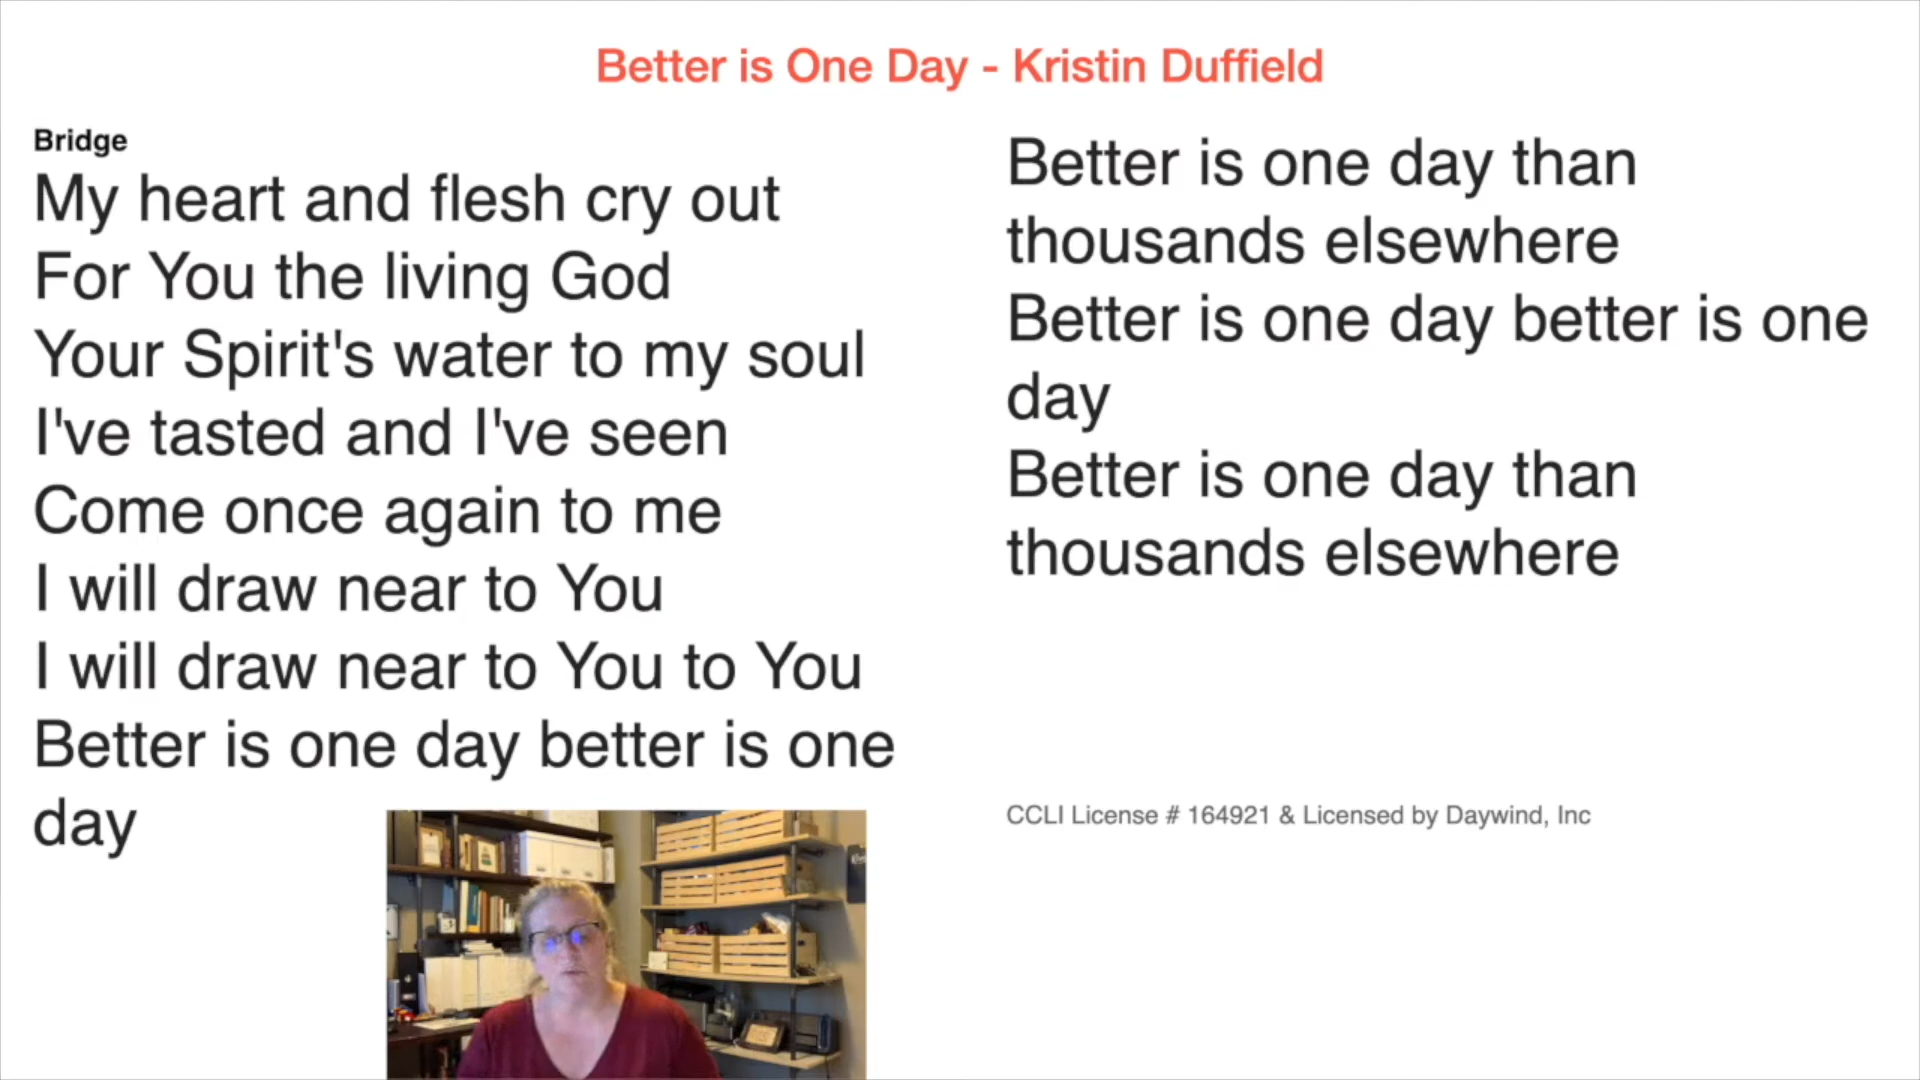 Better is One Day - Kristin Duffield
Bridge
My heart and flesh cry out
For You the living God
Your Spirit's water to my soul
I've tasted and I've seen
Come once again to me
I will draw near to You
I will draw near to You to You
Better is one day better is one
day
Better is one day than
thousands elsewhere
Better is one day better is one
day
Better is one day than
thousands elsewhere
CCLI License # 164921 & Licensed by Daywind, Inc